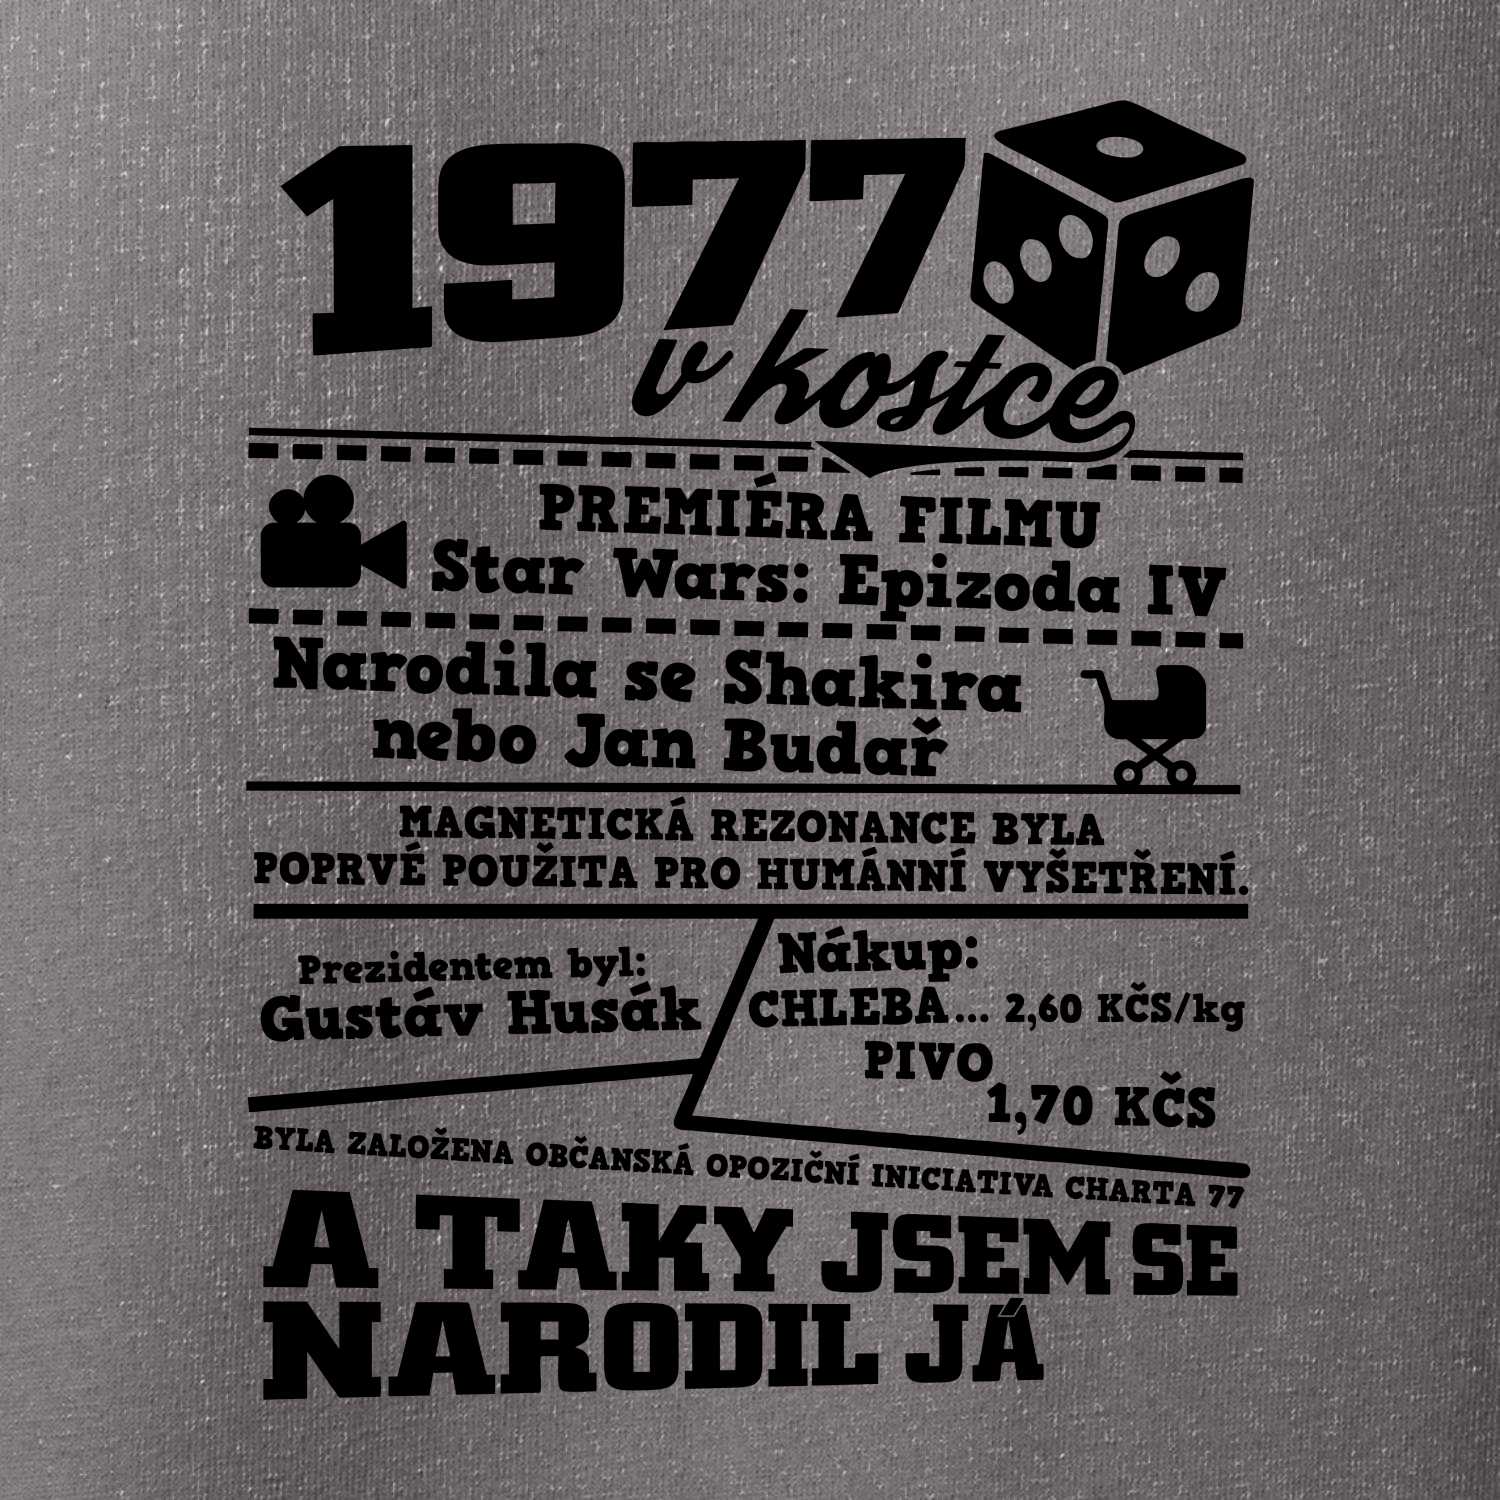 1977
v kostce
PREMIÉRA FILMU
Star Wars: Epizoda IV
Narodila se Shakira
nebo Jan Budař
MAGNETICKÁ REZONANCE BYLA
POPRVÉ POUŽITA PRO HUMÁNNÍ VYŠETŘENÍ.
Prezidentem byl:
Gustáv Husák
Nákup:
CHLEBA... 2,60 KČS/kg
PIVO
1,70 KČS
BYLA ZALOŽENA OBČANSKÁ OPOZIČNÍ INICIATIVA CHARTA 77
A TAKY JSEM SE
NARODIL JÁ